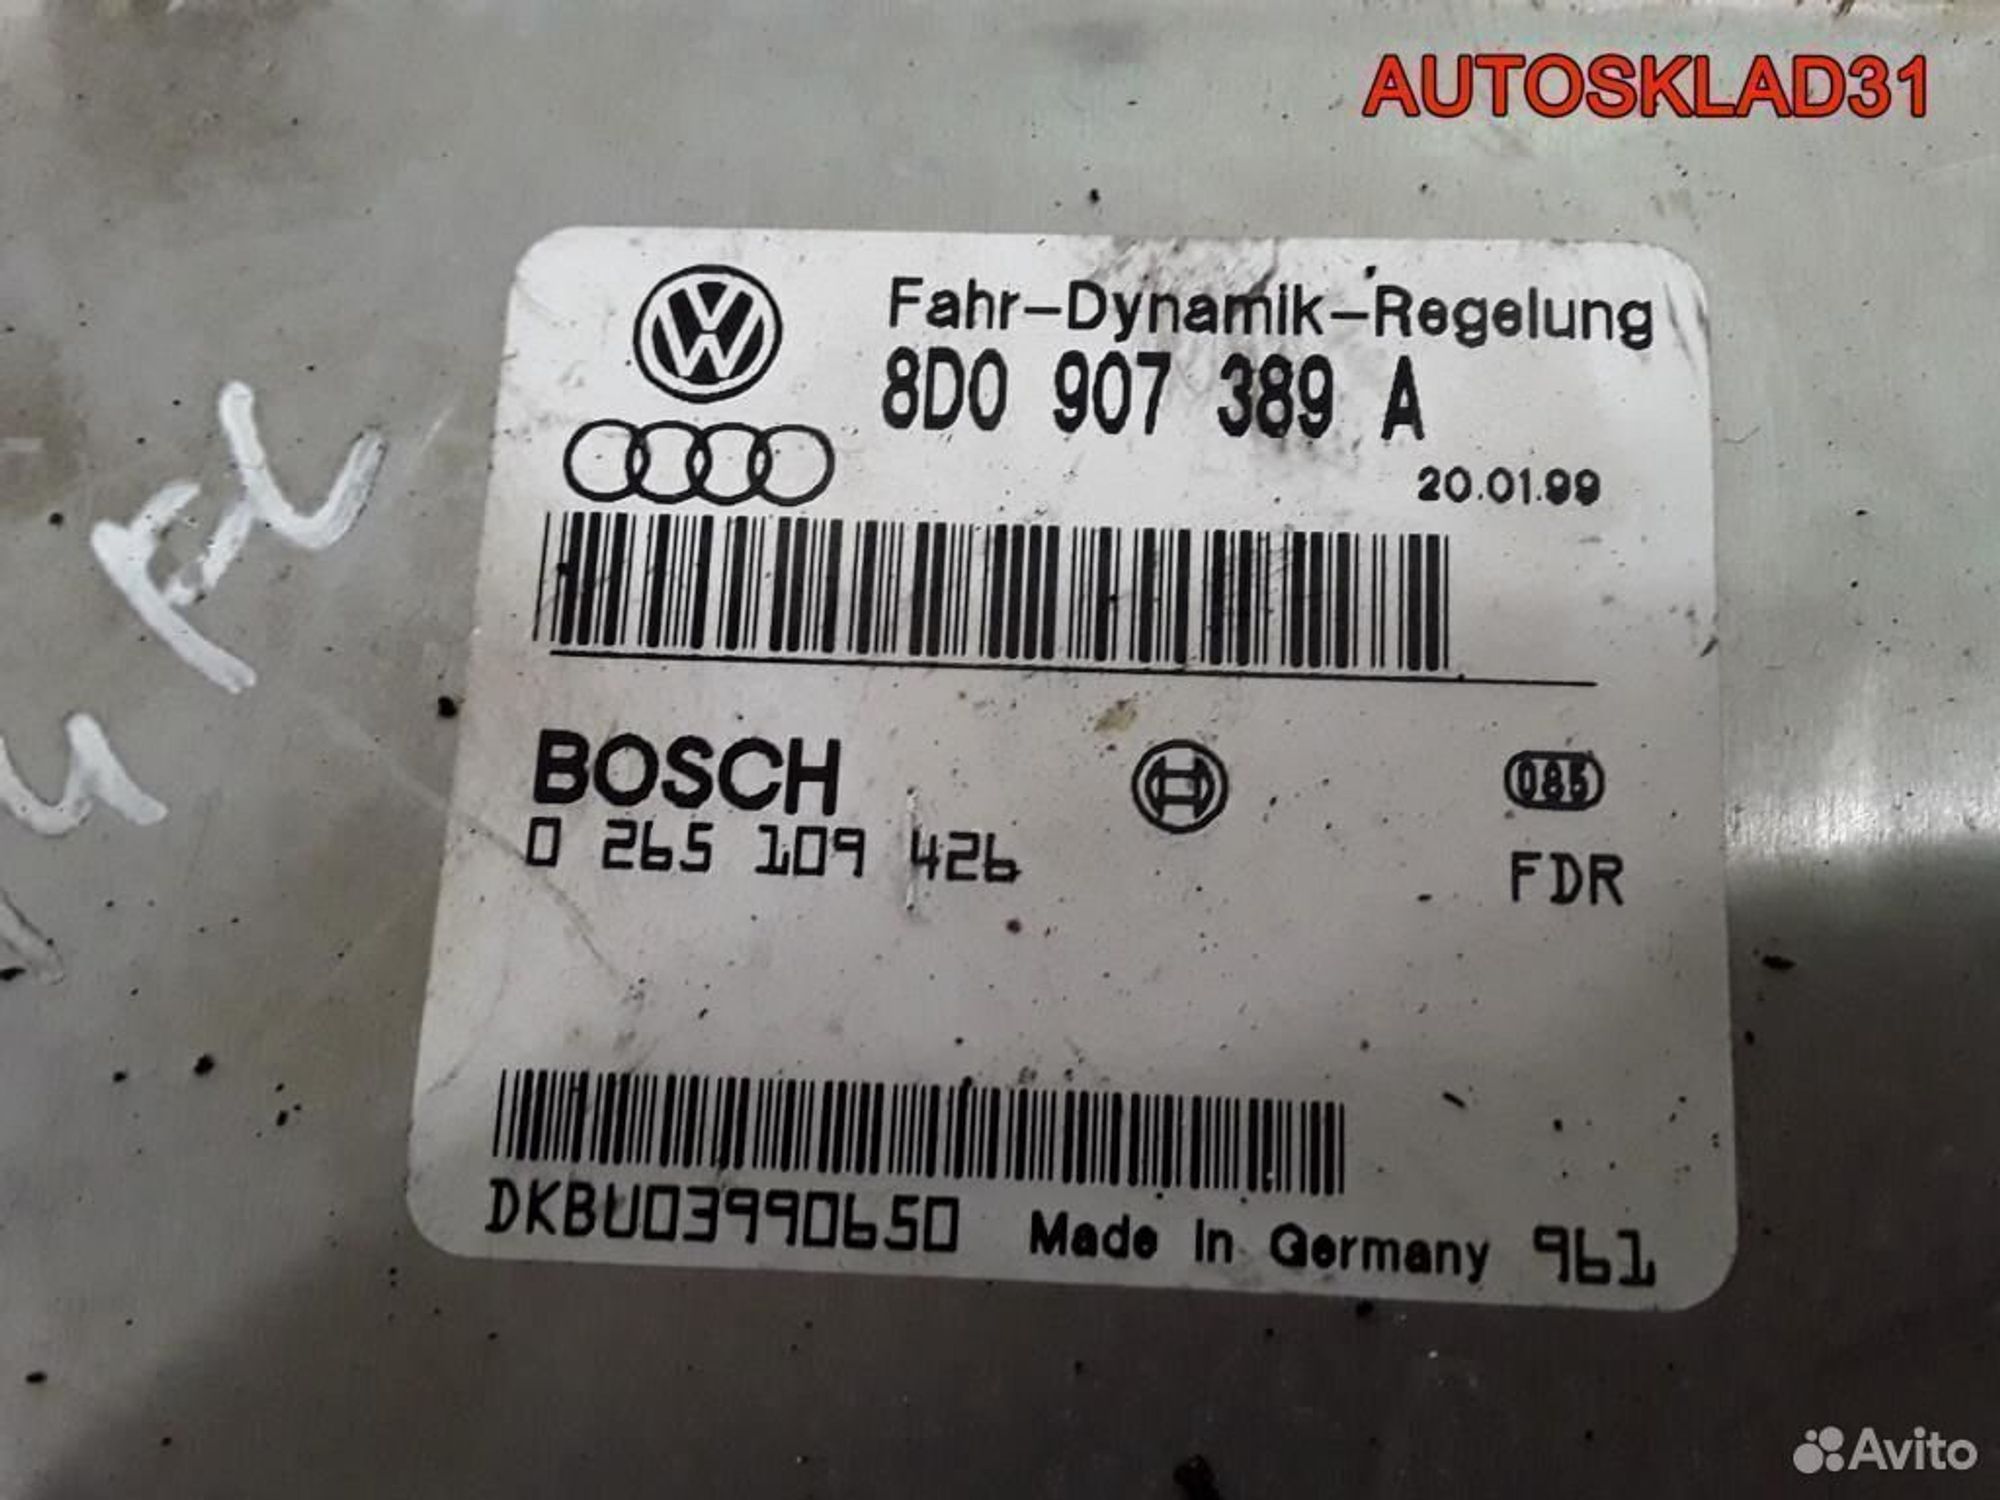 AUTOSKLAD31
Fahr-Dynamik-Regelung
8D0 907 389 A
20.01.99
BOSCH
085
0 265 109 426
FDR
DKBU03990650 Made in Germany 961
Avito